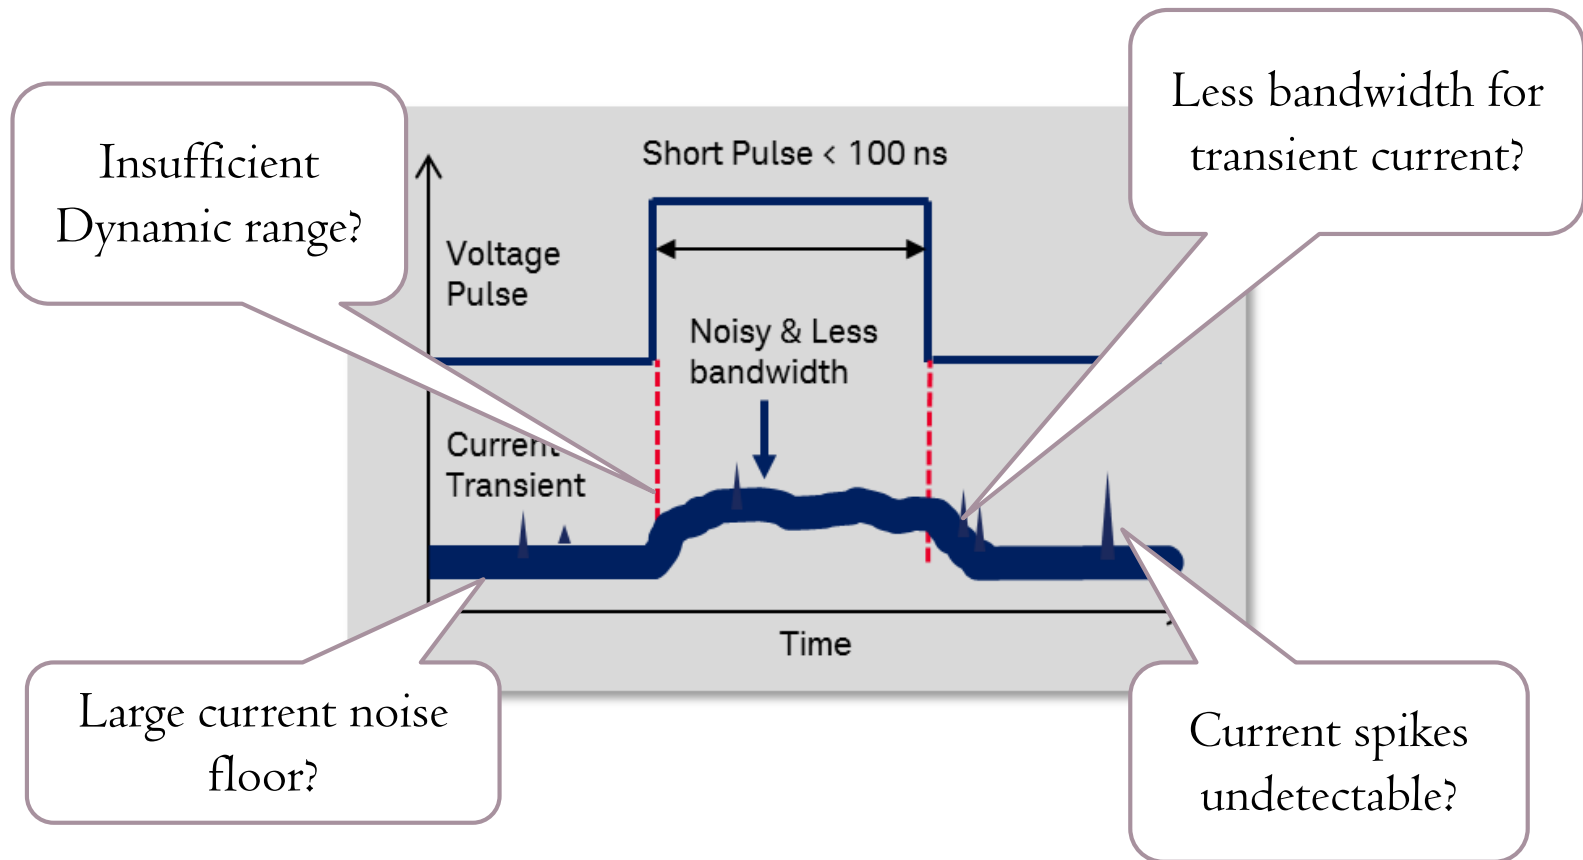 Less bandwidth for
transient current?
Insufficient
Dynamic range?
Short Pulse < 100 ns
Voltage
Pulse
Noisy & Less
bandwidth
Current
Transient
Time
Large current noise
floor?
Current spikes
undetectable?